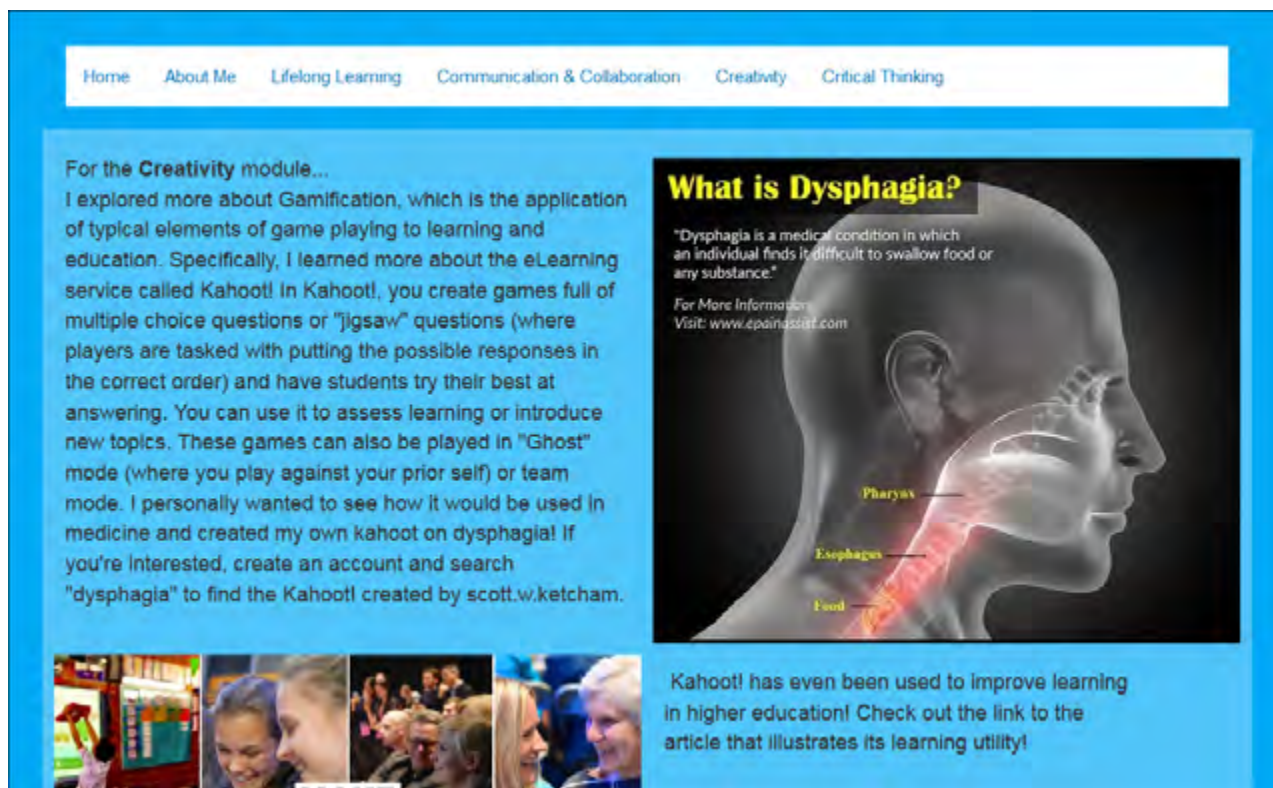 Home About Me Lifelong Learning Communication & Collaboration Creativity Critical Thinking
For the Creativity module...
I explored more about Gamification, which is the application
of typical elements of game playing to learning and
education. Specifically, I learned more about the eLearning
service called Kahoot! In Kahoot!, you create games full of
multiple choice questions or "jigsaw" questions (where
players are tasked with putting the possible responses in
the correct order) and have students try their best at
answering. You can use it to assess learning or introduce
new topics. These games can also be played in "Ghost"
mode (where you play against your prior self) or team
mode. I personally wanted to see how it would be used in
medicine and created my own kahoot on dysphagia! If
you're interested, create an account and search
"dysphagia" to find the Kahoot! created by scott.w.ketcham.
What is Dysphagia?
"Dysphagia is a medical condition in which
an individual finds it difficult to swallow food or
any substance."
For More Information
Visit: www.epainassist.com
Pharynx
Esophagus
Food
Kahoot! has even been used to improve learning
in higher education! Check out the link to the
article that illustrates its learning utility!